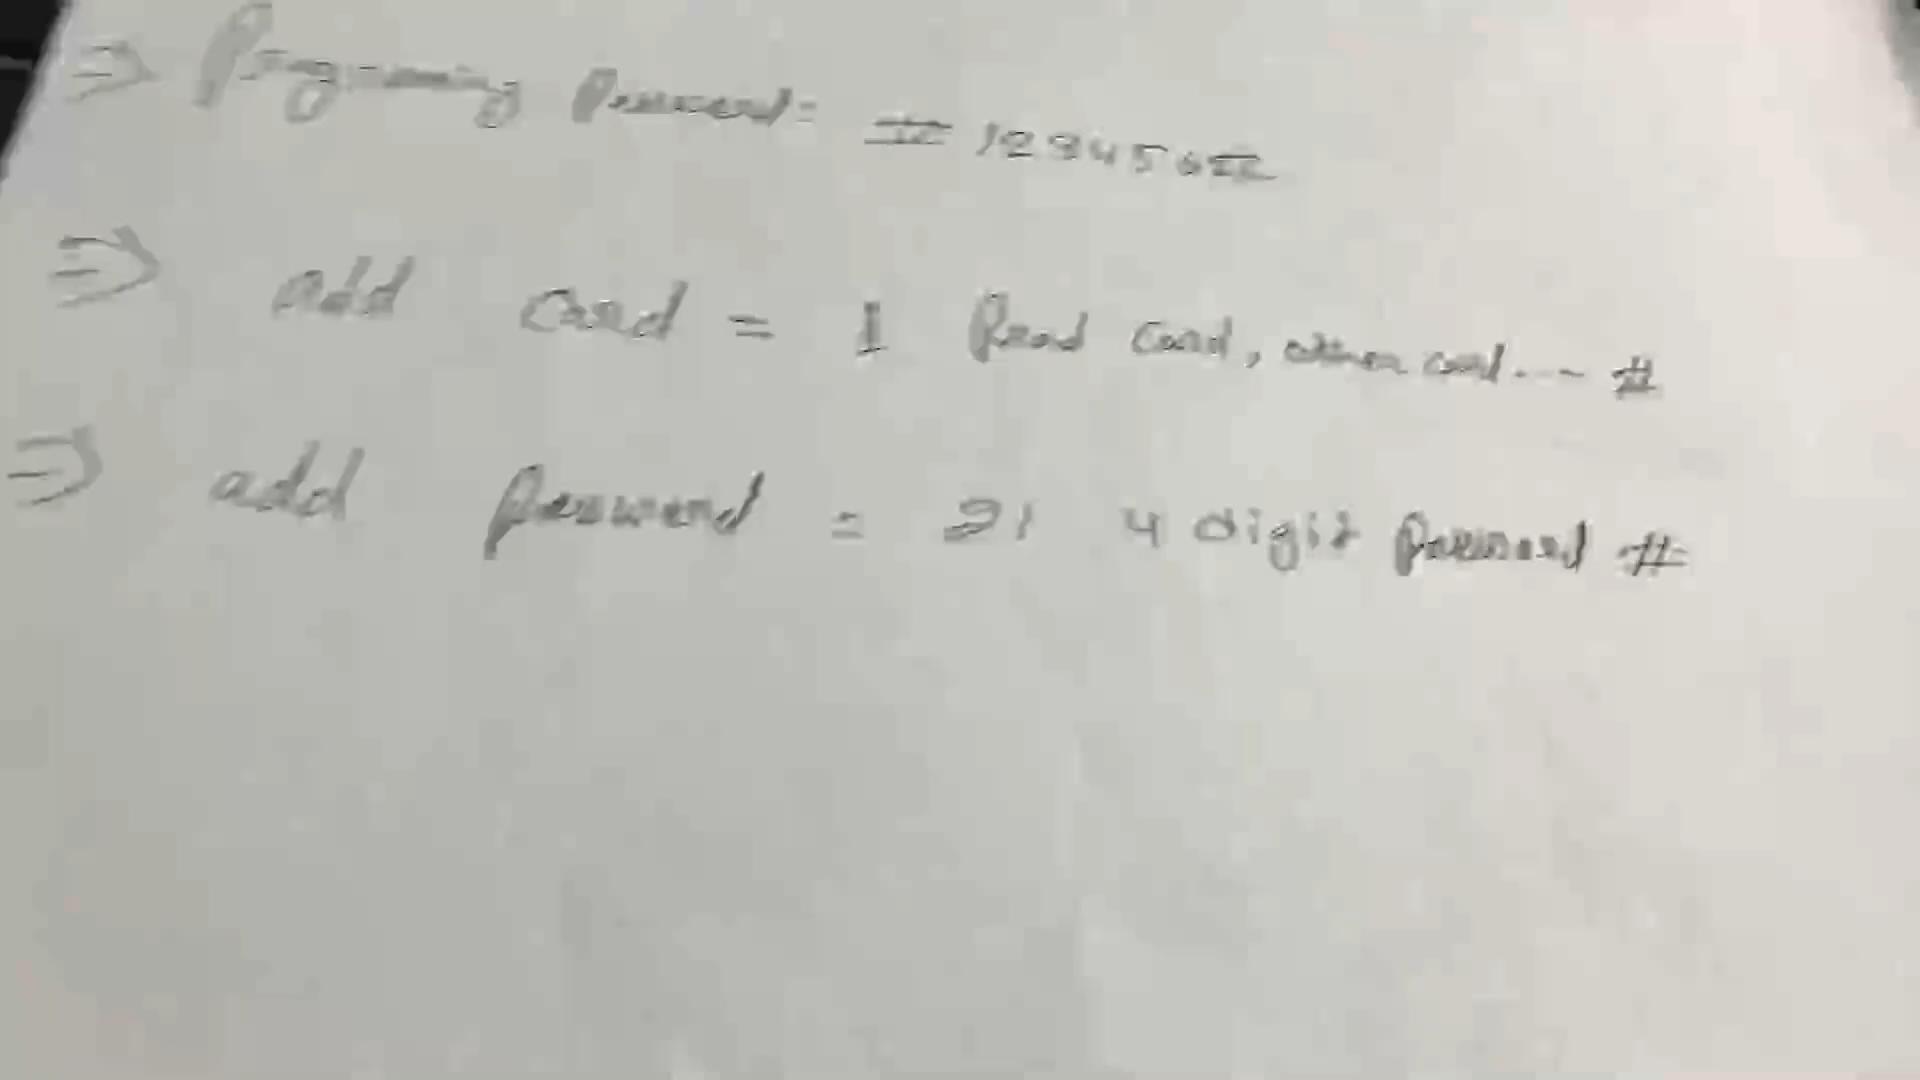 ⇒ Programming Password: # 123456#
⇒ add Card = 1 Read Card, other card.... #
⇒ add password = 21 4 digit password #